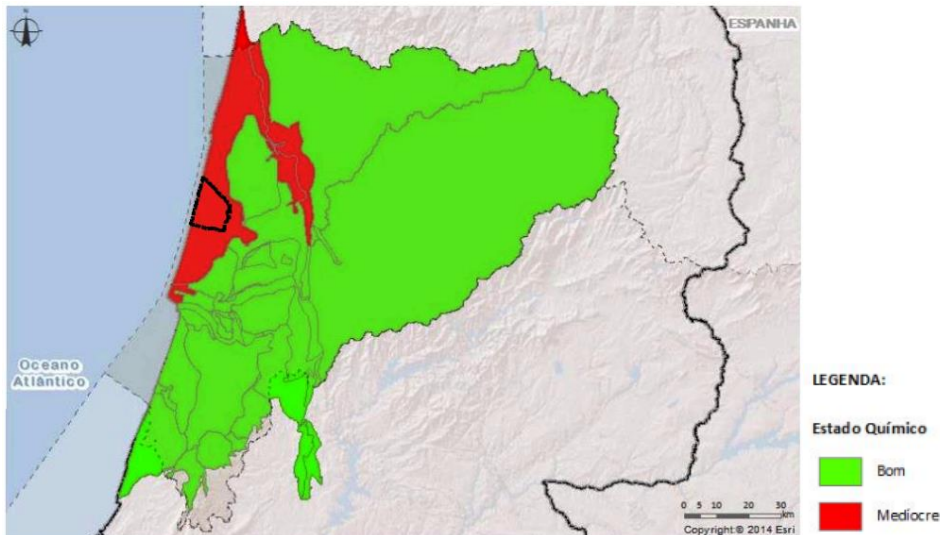 N
ESPANHA
Oceano
Atlântico
0 5 10 20 30
km
Copyright:© 2014 Esri
LEGENDA:
Estado Químico
Bom
Medíocre